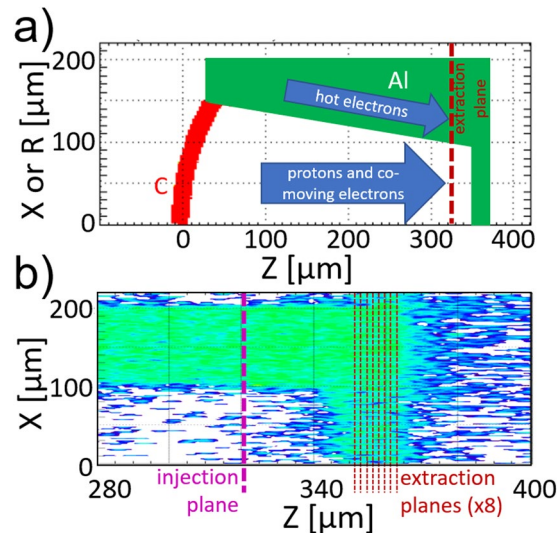 a)
X or R [μm]
200
100
0
C
Al
hot electrons
protons and co-
moving electrons
extraction
plane
0
100
200
300
400
Z [μm]
b)
X [μm]
200
100
0
280
340
400
injection
plane
Z [μm]
extraction
planes (x8)